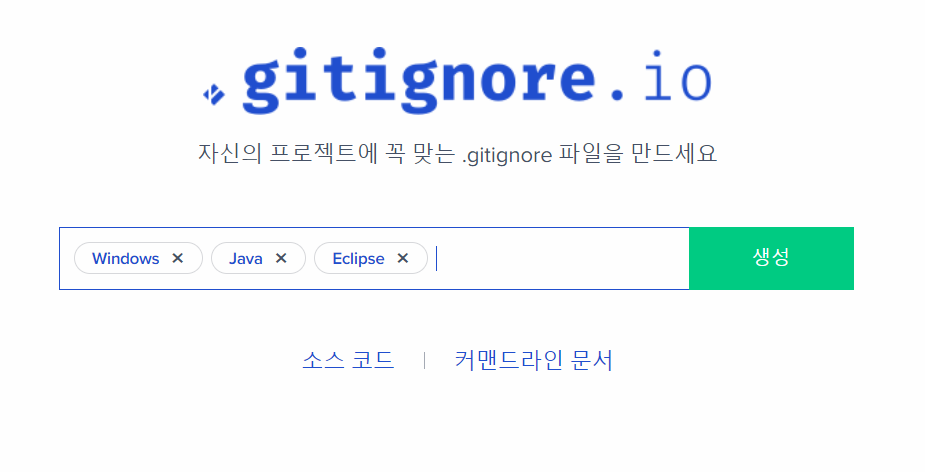 .gitignore.io
자신의 프로젝트에 꼭 맞는 .gitignore 파일을 만드세요
Windows × Java × Eclipse × 생성
소스 코드 | 커맨드라인 문서